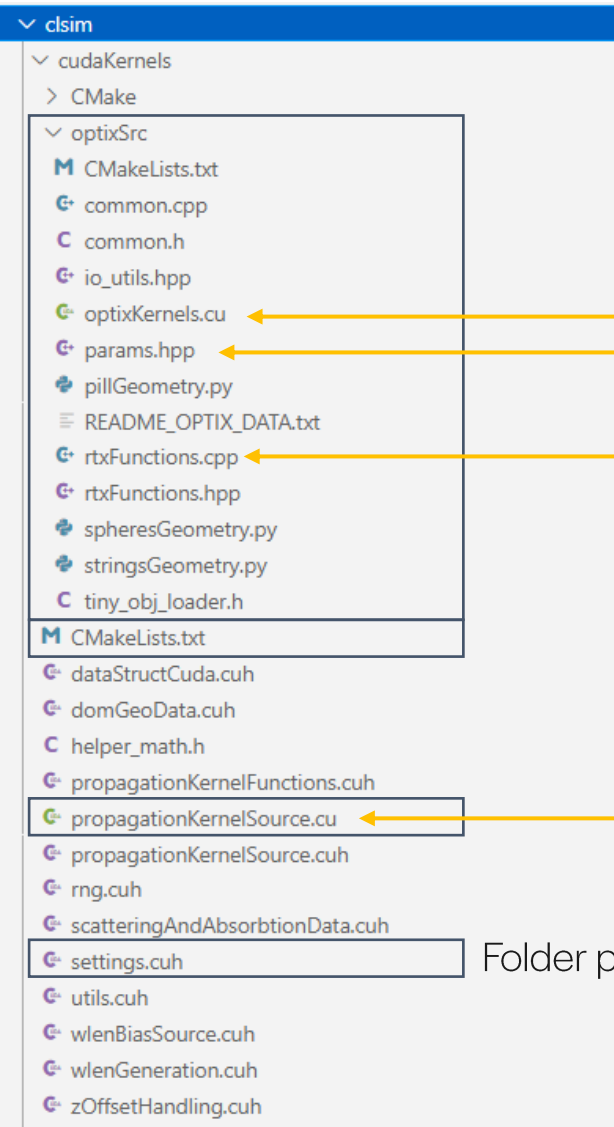 clsim
cudaKernels
CMake
optixSrc
CMakeLists.txt
common.cpp
common.h
io_utils.hpp
optixKernels.cu
params.hpp
pillGeometry.py
README_OPTIX_DATA.txt
rtxFunctions.cpp
rtxFunctions.hpp
spheresGeometry.py
stringsGeometry.py
tiny_obj_loader.h
CMakeLists.txt
dataStructCuda.cuh
domGeoData.cuh
helper_math.h
propagationKernelFunctions.cuh
propagationKernelSource.cu
propagationKernelSource.cuh
rng.cuh
scatteringAndAbsorbtionData.cuh
settings.cuh Folder p
utils.cuh
wlenBiasSource.cuh
wlenGeneration.cuh
zOffsetHandling.cuh